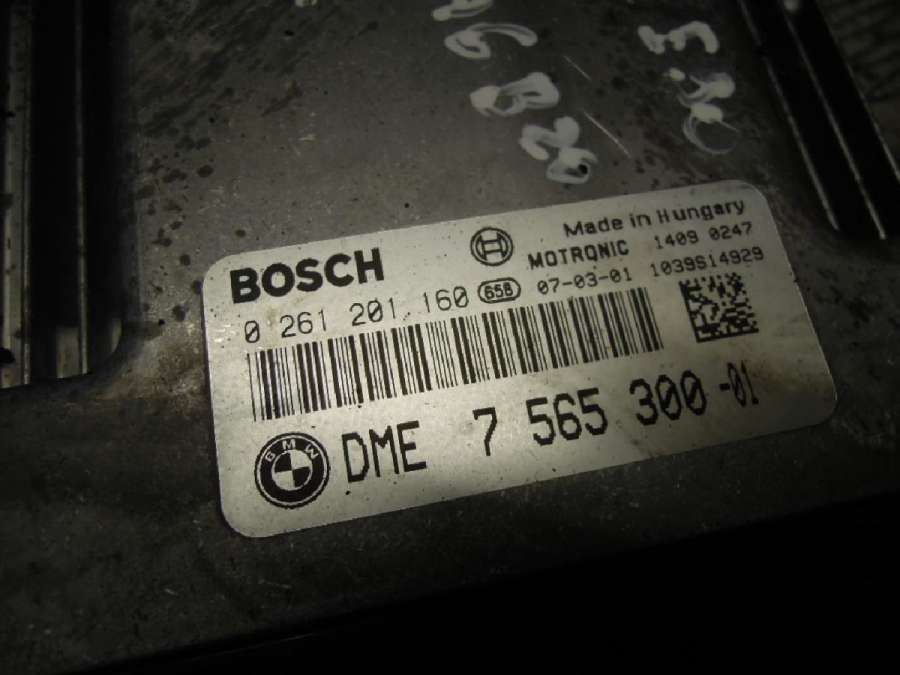 B20
BOSCH
Made in Hungary
MOTRONIC 1409 0247
0 261 201 160 658 07-03-01 1039S14929
BMW DME 7 565 300-01